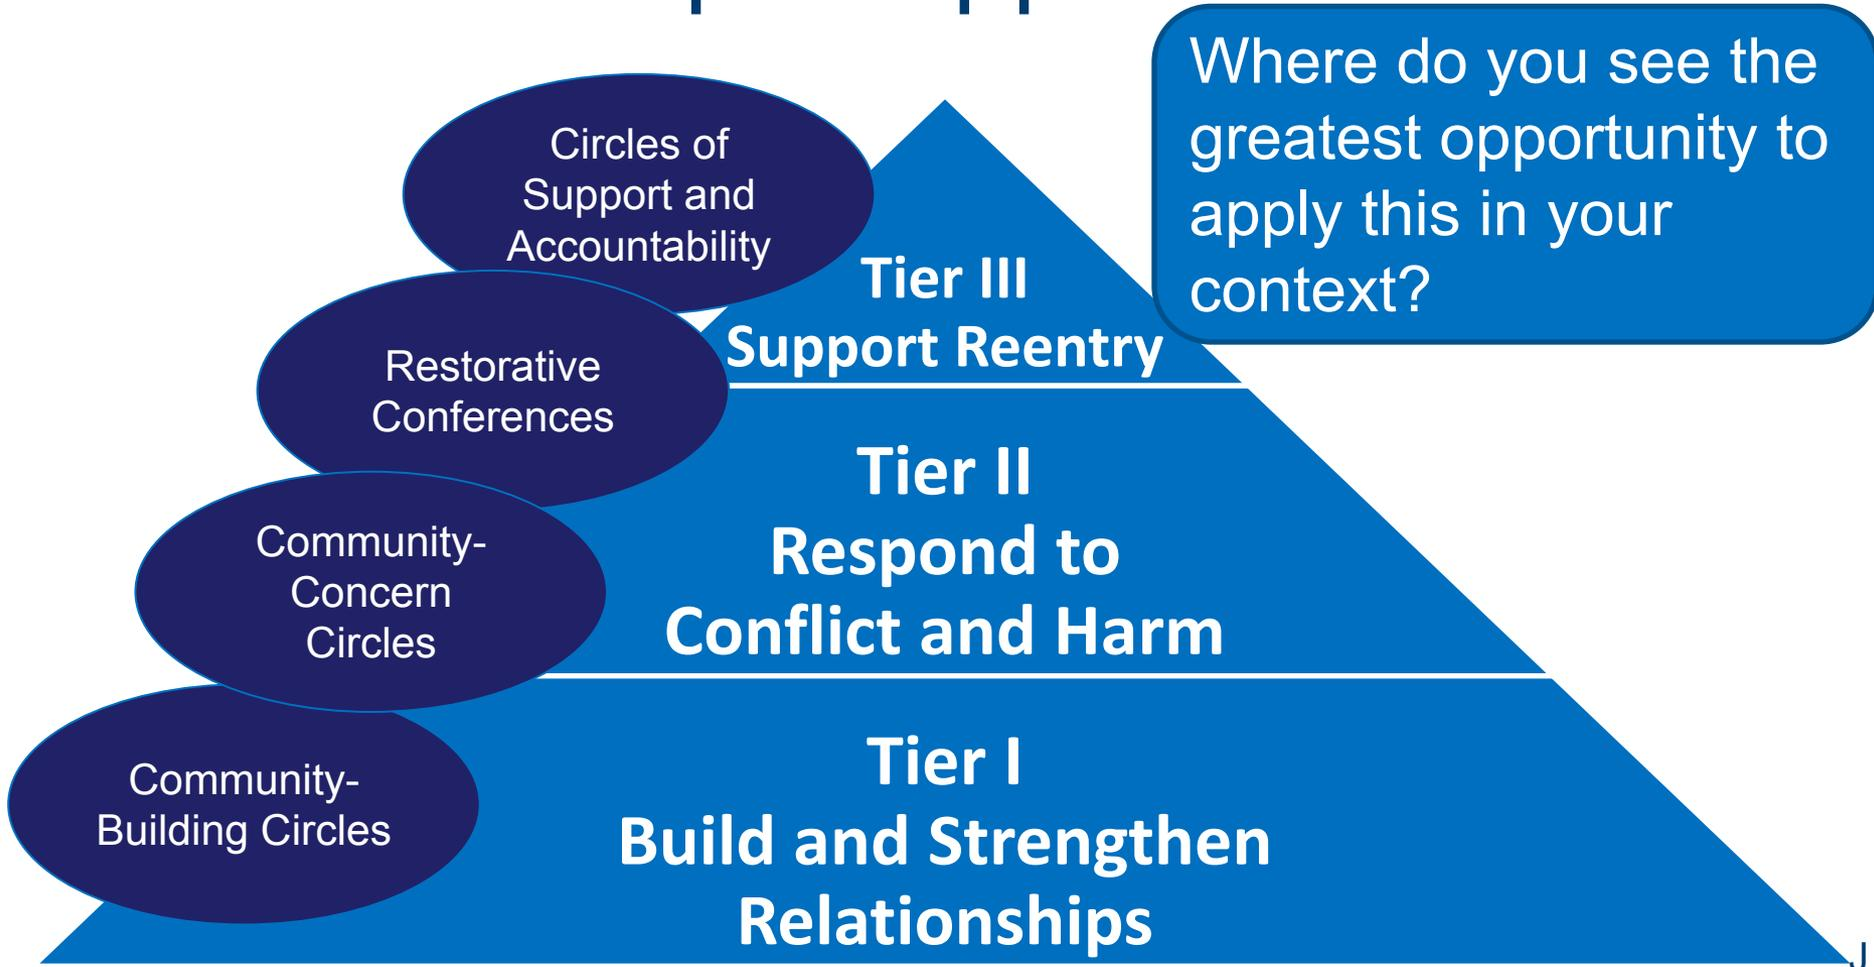 Where do you see the
greatest opportunity to
apply this in your
context?
Circles of
Support and
Accountability
Tier III
Support Reentry
Restorative
Conferences
Tier II
Respond to
Conflict and Harm
Community-
Concern
Circles
Tier I
Build and Strengthen
Relationships
Community-
Building Circles